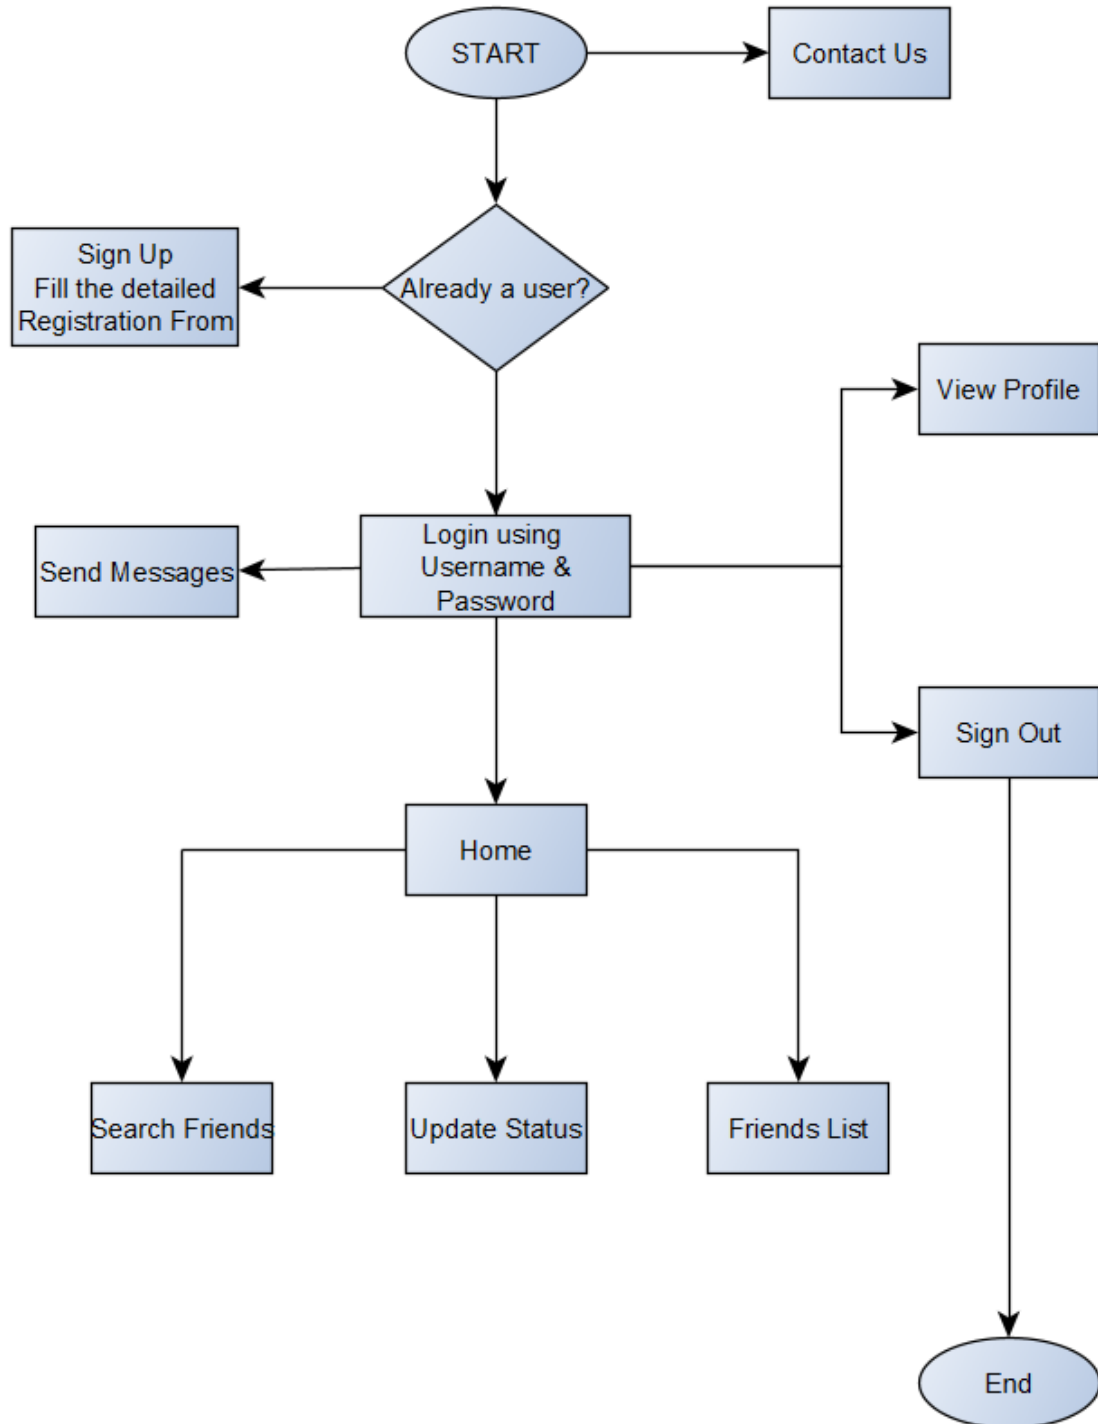 START
Contact Us
Already a user?
Sign Up
Fill the detailed
Registration From
View Profile
Login using
Username &
Password
Send Messages
Sign Out
Home
Search Friends
Update Status
Friends List
End